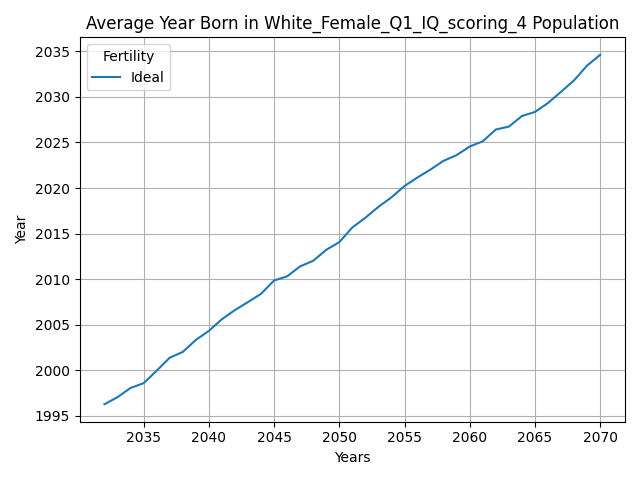 Average Year Born in White_Female_Q1_IQ_scoring_4 Population
Fertility
Ideal
Year
2035
2030
2025
2020
2015
2010
2005
2000
1995
2035 2040 2045 2050 2055 2060 2065 2070
Years